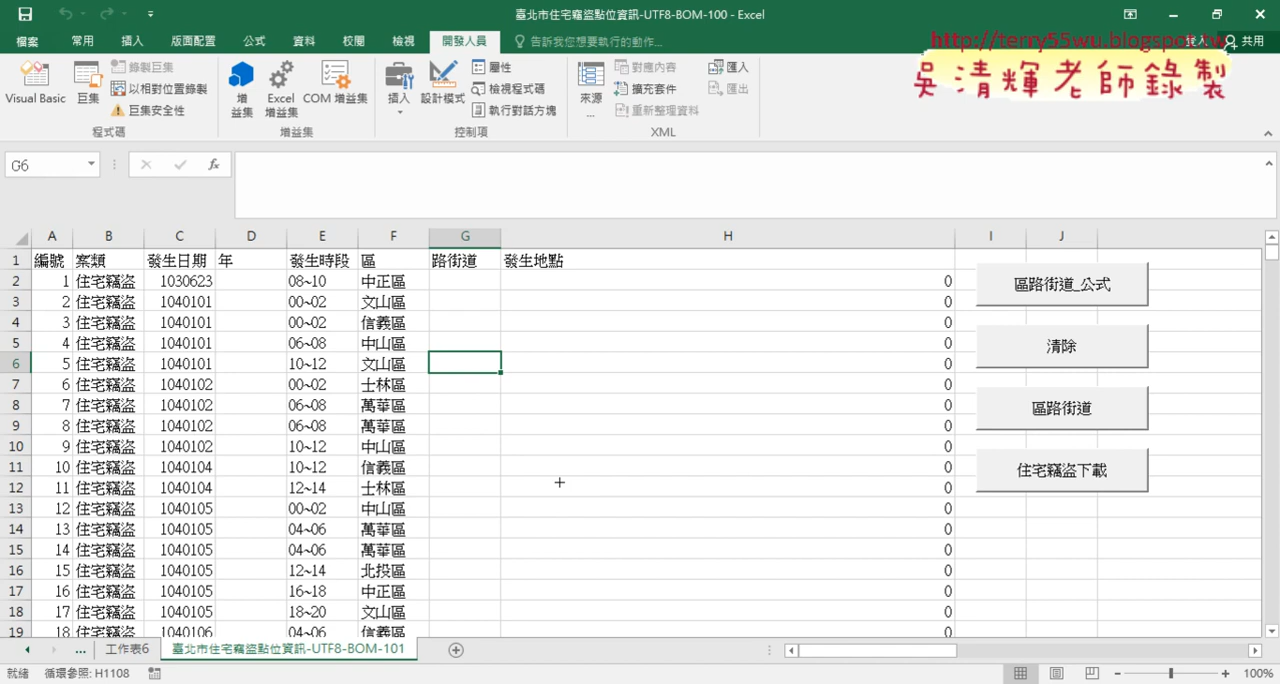 臺北市住宅竊盜點位資訊-UTF8-BOM-100 - Excel
檔案 常用 插入 版面配置 公式 資料 校閱 檢視 開發人員 告訴我您想要執行的動作... 共用
http://terry55wu.blogspot.tw
吳清輝老師錄製
Visual Basic 巨集 錄製巨集 以相對位置錄製 巨集安全性 程式碼
增益集 Excel 增益集 COM 增益集 增益集
插入 設計模式 屬性 檢視程式碼 執行對話方塊 控制項
來源... 對應內容 擴充套件 重新整理資料 匯入 匯出 XML
G6 fx
A B C D E F G H I J
1 編號 案類 發生日期 年 發生時段 區 路街道 發生地點
2 1 住宅竊盜 1030623 08~10 中正區 0
3 2 住宅竊盜 1040101 00~02 文山區 0
4 3 住宅竊盜 1040101 00~02 信義區 0
5 4 住宅竊盜 1040101 06~08 中山區 0
6 5 住宅竊盜 1040101 10~12 文山區 0
7 6 住宅竊盜 1040102 00~02 士林區 0
8 7 住宅竊盜 1040102 06~08 萬華區 0
9 8 住宅竊盜 1040102 06~08 萬華區 0
10 9 住宅竊盜 1040102 10~12 中山區 0
11 10 住宅竊盜 1040104 10~12 信義區 0
12 11 住宅竊盜 1040104 12~14 士林區 0
13 12 住宅竊盜 1040105 00~02 中山區 0
14 13 住宅竊盜 1040105 04~06 萬華區 0
15 14 住宅竊盜 1040105 04~06 萬華區 0
16 15 住宅竊盜 1040105 12~14 北投區 0
17 16 住宅竊盜 1040105 16~18 中正區 0
18 17 住宅竊盜 1040105 18~20 文山區 0
19 18 住宅竊盜 1040106 04~06 信義區 0
區路街道_公式
清除
區路街道
住宅竊盜下載
... 工作表6 臺北市住宅竊盜點位資訊-UTF8-BOM-101
就緒 循環參照: H1108 100%